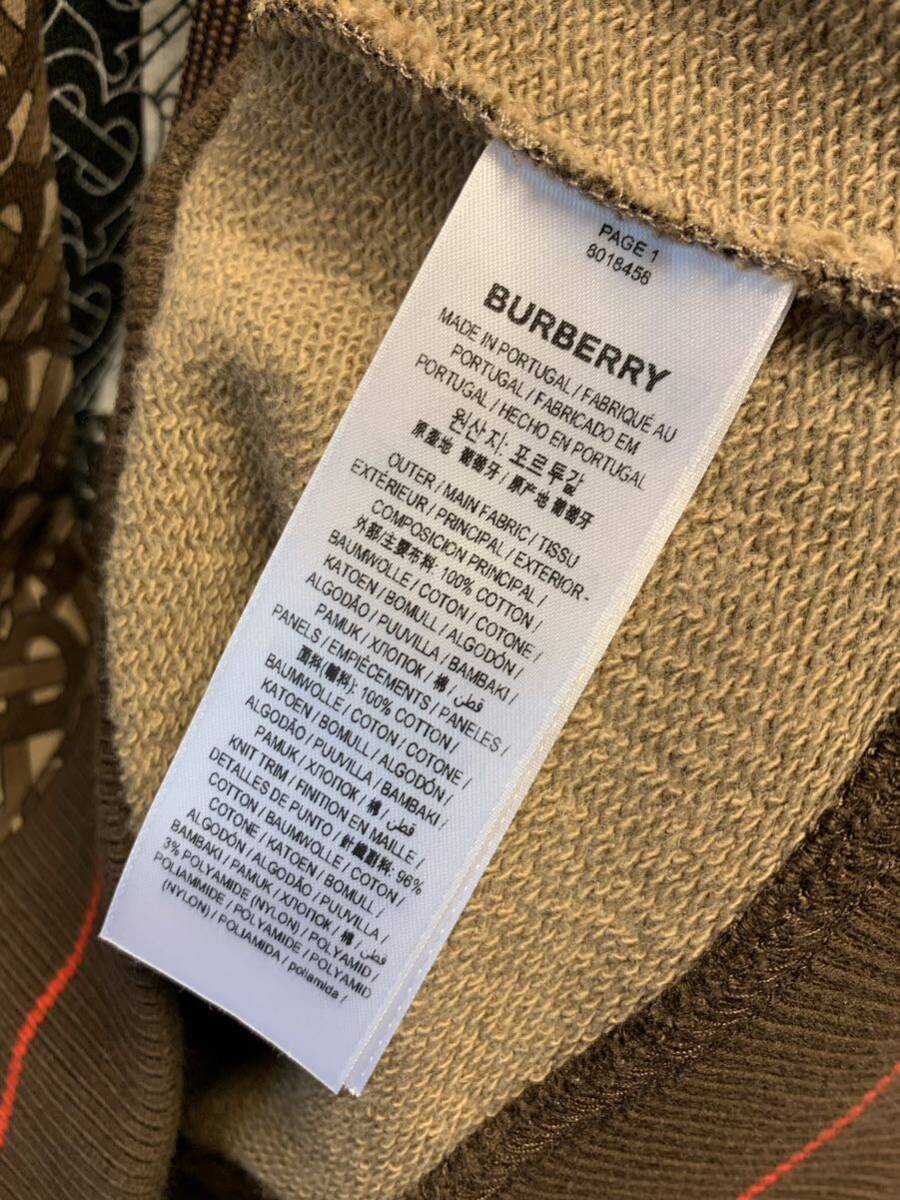 PAGE 1
8018458
BURBERRY
MADE IN PORTUGAL / FABRIQUÉ AU
PORTUGAL / FABRICADO EM
PORTUGAL / HECHO EN PORTUGAL
원산지: 포르투갈
原產地 葡萄牙 / 原产地 葡萄牙
OUTER / MAIN FABRIC / TISSU
EXTÉRIEUR / PRINCIPAL / EXTERIOR -
COMPOSICION PRINCIPAL /
外部/主要布料: 100% COTTON /
BAUMWOLLE / COTON / COTONE /
KATOEN / BOMULL / ALGODÓN /
ALGODÃO / PUUVILLA / BAMBAKI /
PAMUK / ХЛОПОК / 棉 / قطن /
PANELS / EMPIÈCEMENTS / PANELES /
面料(幅料): 100% COTTON /
BAUMWOLLE / COTON / COTONE /
KATOEN / BOMULL / ALGODÓN /
ALGODÃO / PUUVILLA / BAMBAKI /
PAMUK / ХЛОПОК / 棉 / قطن
KNIT TRIM / FINITION EN MAILLE /
DETALLES DE PUNTO / 針織副料: 96%
COTTON / BAUMWOLLE / COTON /
COTONE / KATOEN / BOMULL /
ALGODÓN / ALGODÃO / PUUVILLA /
BAMBAKI / PAMUK / ХЛОПОК / 棉 / قطن
3% POLYAMIDE (NYLON) / POLYAMID /
POLIAMMIDE / POLYAMIDE / POLYAMID
(NYLON) / POLIAMIDA / poliamida /